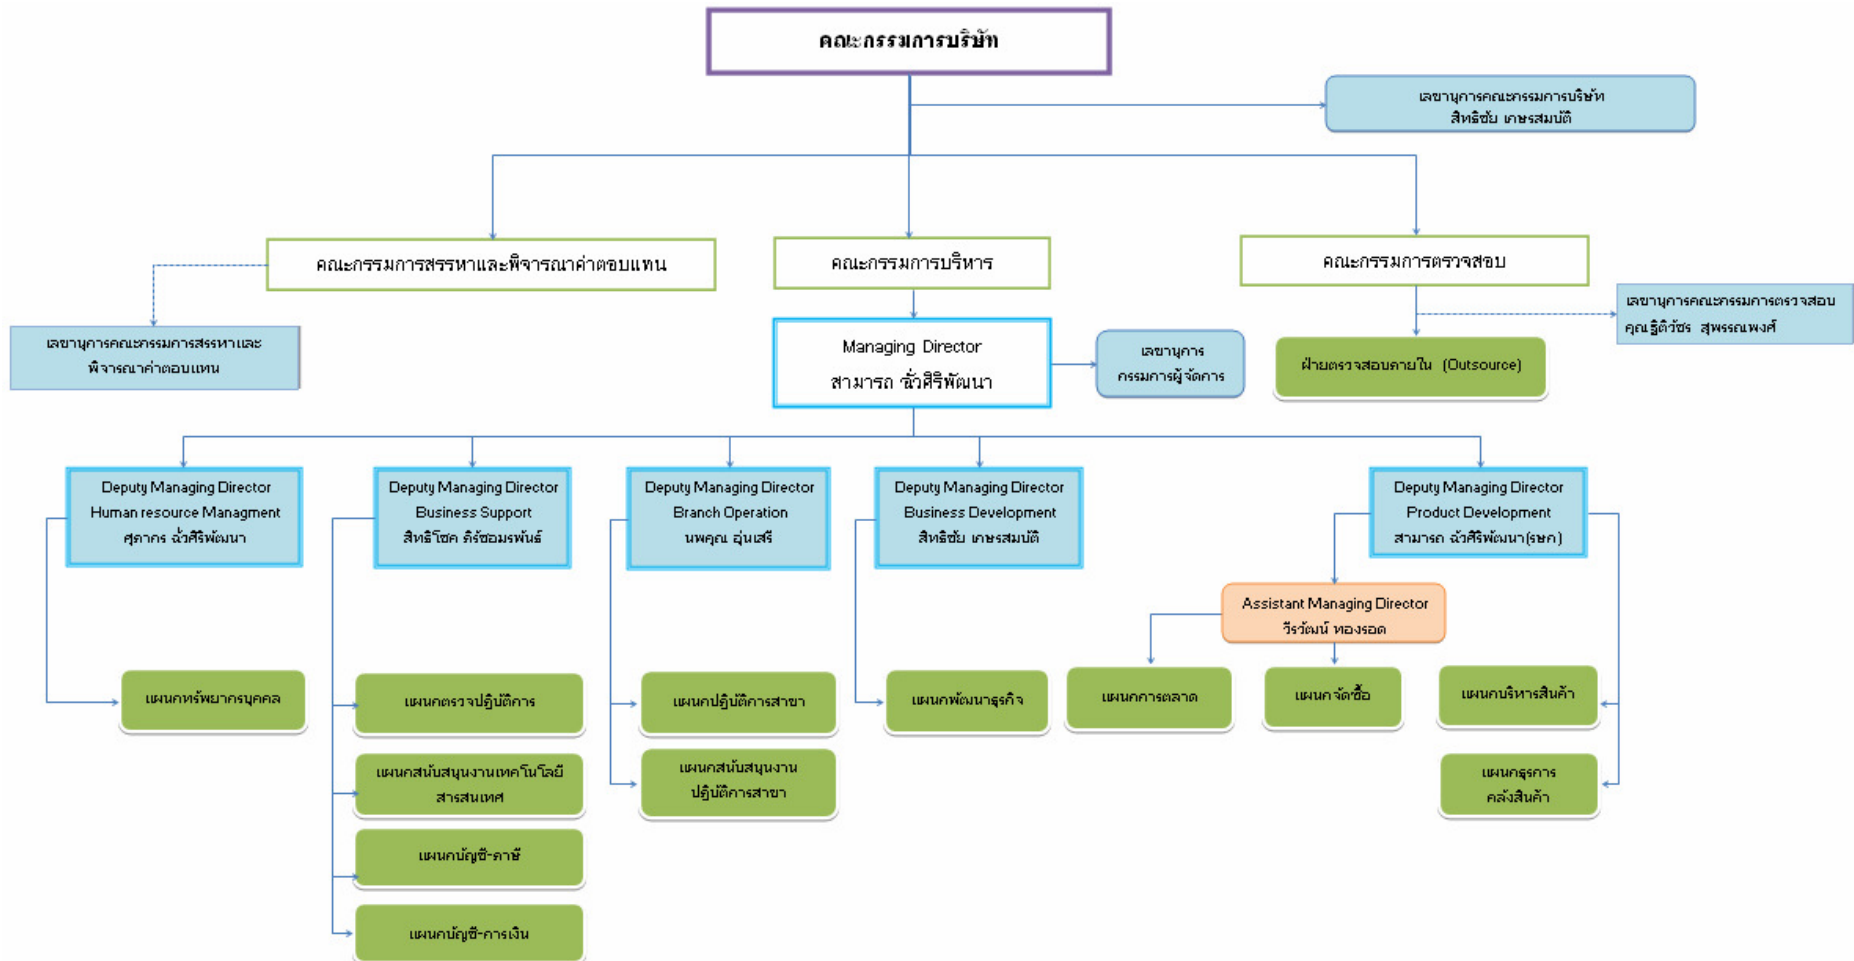 คณะกรรมการบริษัท
เลขานุการคณะกรรมการบริษัท
สิทธิชัย เกษรสมบัติ
คณะกรรมการสรรหาและพิจารณาค่าตอบแทน
คณะกรรมการบริหาร
คณะกรรมการตรวจสอบ
เลขานุการคณะกรรมการสรรหาและ
พิจารณาค่าตอบแทน
Managing Director
สามารถ ฉั่วศิริพัฒนา
เลขานุการ
กรรมการผู้จัดการ
เลขานุการคณะกรรมการตรวจสอบ
คุณฐิติวัชร สุพรรณพงศ์
ฝ่ายตรวจสอบภายใน (Outsource)
Deputy Managing Director
Human resource Managment
ศุภากร ฉั่วศิริพัฒนา
Deputy Managing Director
Business Support
สิทธิโชค
Deputy Managing Director
Branch Operation
นพคุณ อุ่นเสรี
Deputy Managing Director
Business Development
สิทธิชัย เกษรสมบัติ
Deputy Managing Director
Product Development
สามารถ ฉั่วศิริพัฒนา(รษก)
Assistant Managing Director
วีรวัฒน์ ทองรอด
แผนกทรัพยากรบุคคล
แผนกตรวจปฏิบัติการ
แผนกสนับสนุนงานเทคโนโลยี
สารสนเทศ
แผนกบัญชี-ภาษี
แผนกบัญชี-การเงิน
แผนกปฏิบัติการสาขา
แผนกสนับสนุนงาน
ปฏิบัติการสาขา
แผนกพัฒนาธุรกิจ
แผนกการตลาด
แผนกจัดซื้อ
แผนกบริหารสินค้า
แผนกธุรการ
คลังสินค้า